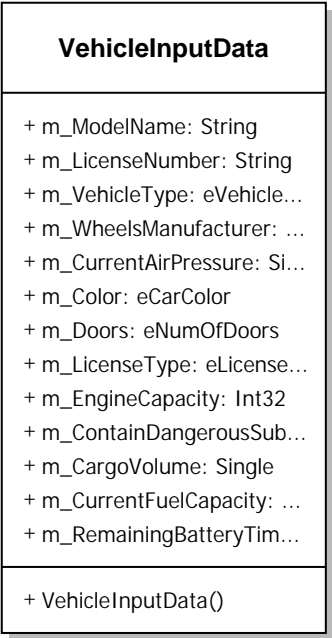 VehicleInputData
+ m_ModelName: String
+ m_LicenseNumber: String
+ m_VehicleType: eVehicle...
+ m_WheelsManufacturer: ...
+ m_CurrentAirPressure: Si...
+ m_Color: eCarColor
+ m_Doors: eNumOfDoors
+ m_LicenseType: eLicense...
+ m_EngineCapacity: Int32
+ m_ContainDangerousSub...
+ m_CargoVolume: Single
+ m_CurrentFuelCapacity: ...
+ m_RemainingBatteryTim...
+ VehicleInputData()